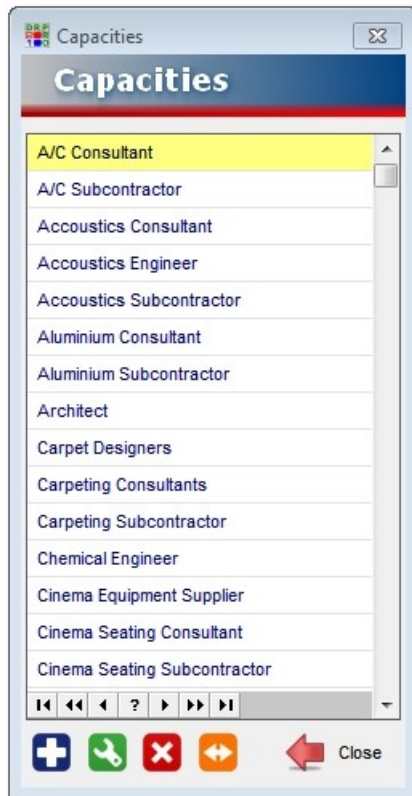 Capacities
Capacities
A/C Consultant
A/C Subcontractor
Accoustics Consultant
Accoustics Engineer
Accoustics Subcontractor
Aluminium Consultant
Aluminium Subcontractor
Architect
Carpet Designers
Carpeting Consultants
Carpeting Subcontractor
Chemical Engineer
Cinema Equipment Supplier
Cinema Seating Consultant
Cinema Seating Subcontractor
?
Close